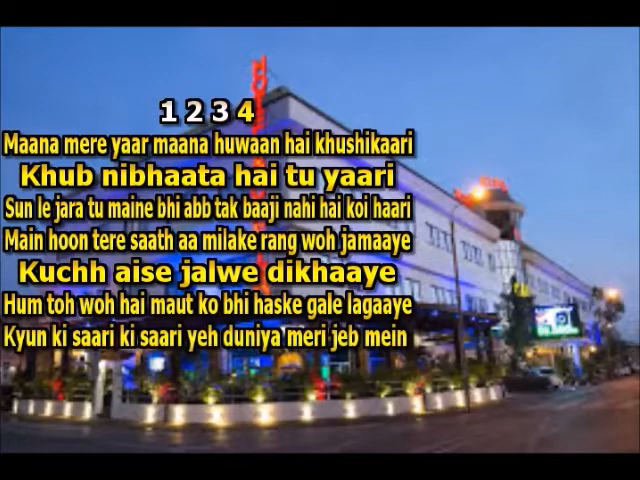 1 2 3 4
Maana mere yaar maana huwaan hai khushikaari
Khub nibhaata hai tu yaari
Sun le jara tu maine bhi abb tak baaji nahi hai koi haari
Main hoon tere saath aa milake rang woh jamaaye
Kuchh aise jalwe dikhaaye
Hum toh woh hai maut ko bhi haske gale lagaaye
Kyun ki saari ki saari yeh duniya meri jeb mein